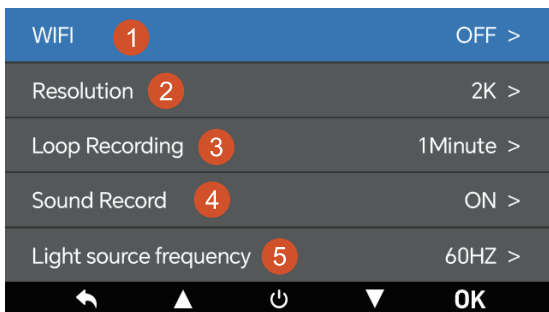 WIFI 1 OFF >
Resolution 2 2K >
Loop Recording 3 1Minute >
Sound Record 4 ON >
Light source frequency 5 60HZ >
OK